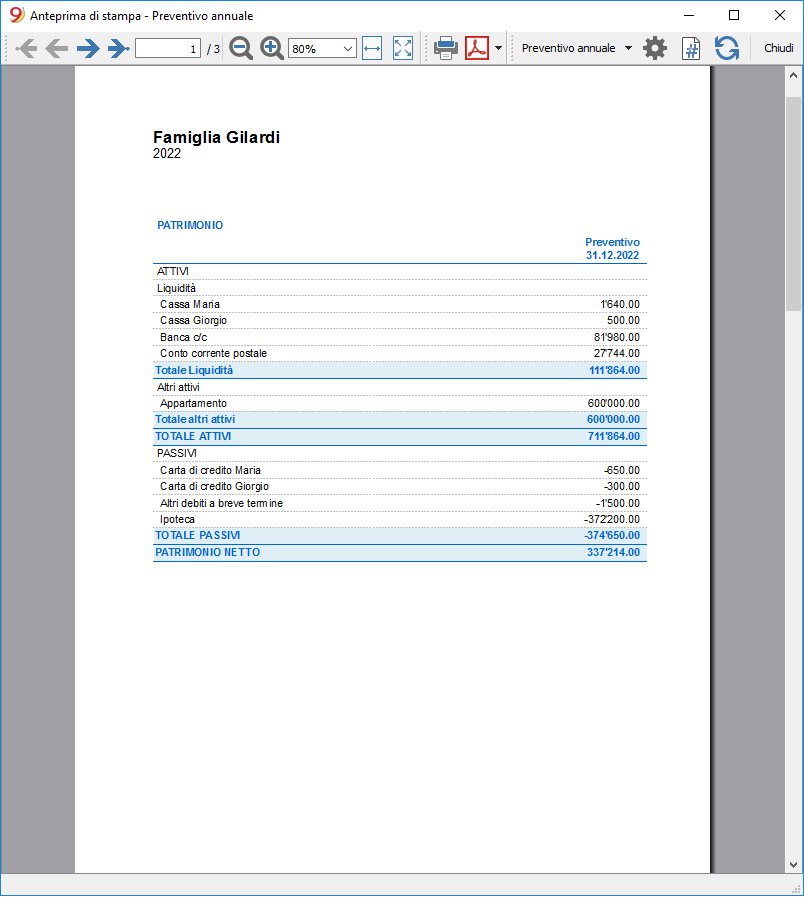 Anteprima di stampa - Preventivo annuale
1 / 3 80% Preventivo annuale # Chiudi
Famiglia Gilardi
2022
PATRIMONIO
Preventivo
31.12.2022
ATTIVI
Liquidità
Cassa Maria 1'640.00
Cassa Giorgio 500.00
Banca c/c 81'980.00
Conto corrente postale 27'744.00
Totale Liquidità 111'864.00
Altri attivi
Appartamento 600'000.00
Totale altri attivi 600'000.00
TOTALE ATTIVI 711'864.00
PASSIVI
Carta di credito Maria -650.00
Carta di credito Giorgio -300.00
Altri debiti a breve termine -1'500.00
Ipoteca -372'200.00
TOTALE PASSIVI -374'650.00
PATRIMONIO NETTO 337'214.00